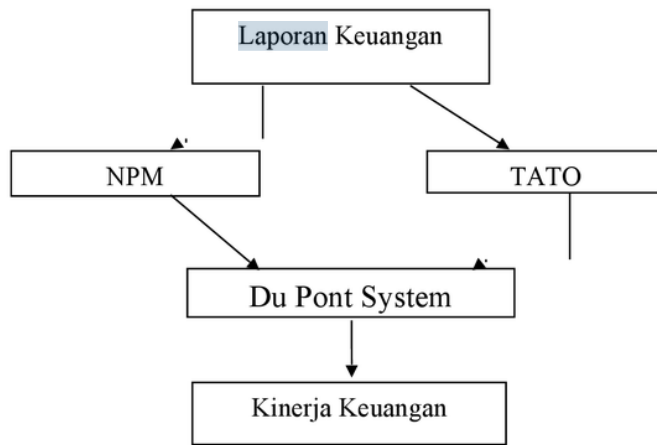 Laporan Keuangan
NPM
TATO
Du Pont System
Kinerja Keuangan